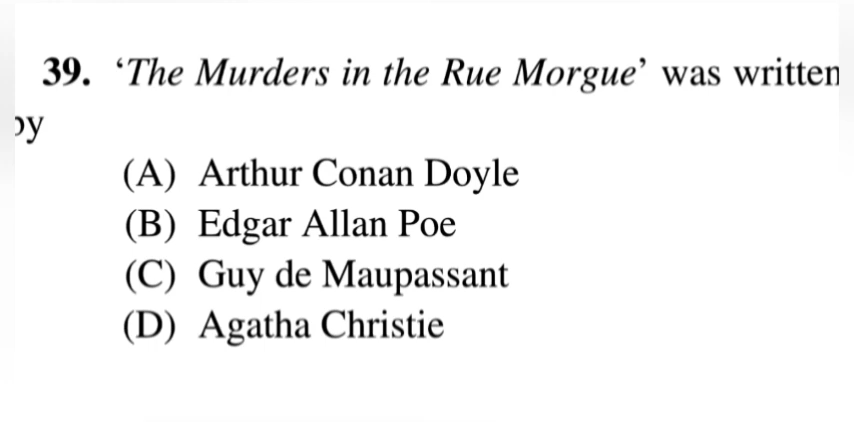 39. ‘The Murders in the Rue Morgue’ was written
by
(A) Arthur Conan Doyle
(B) Edgar Allan Poe
(C) Guy de Maupassant
(D) Agatha Christie